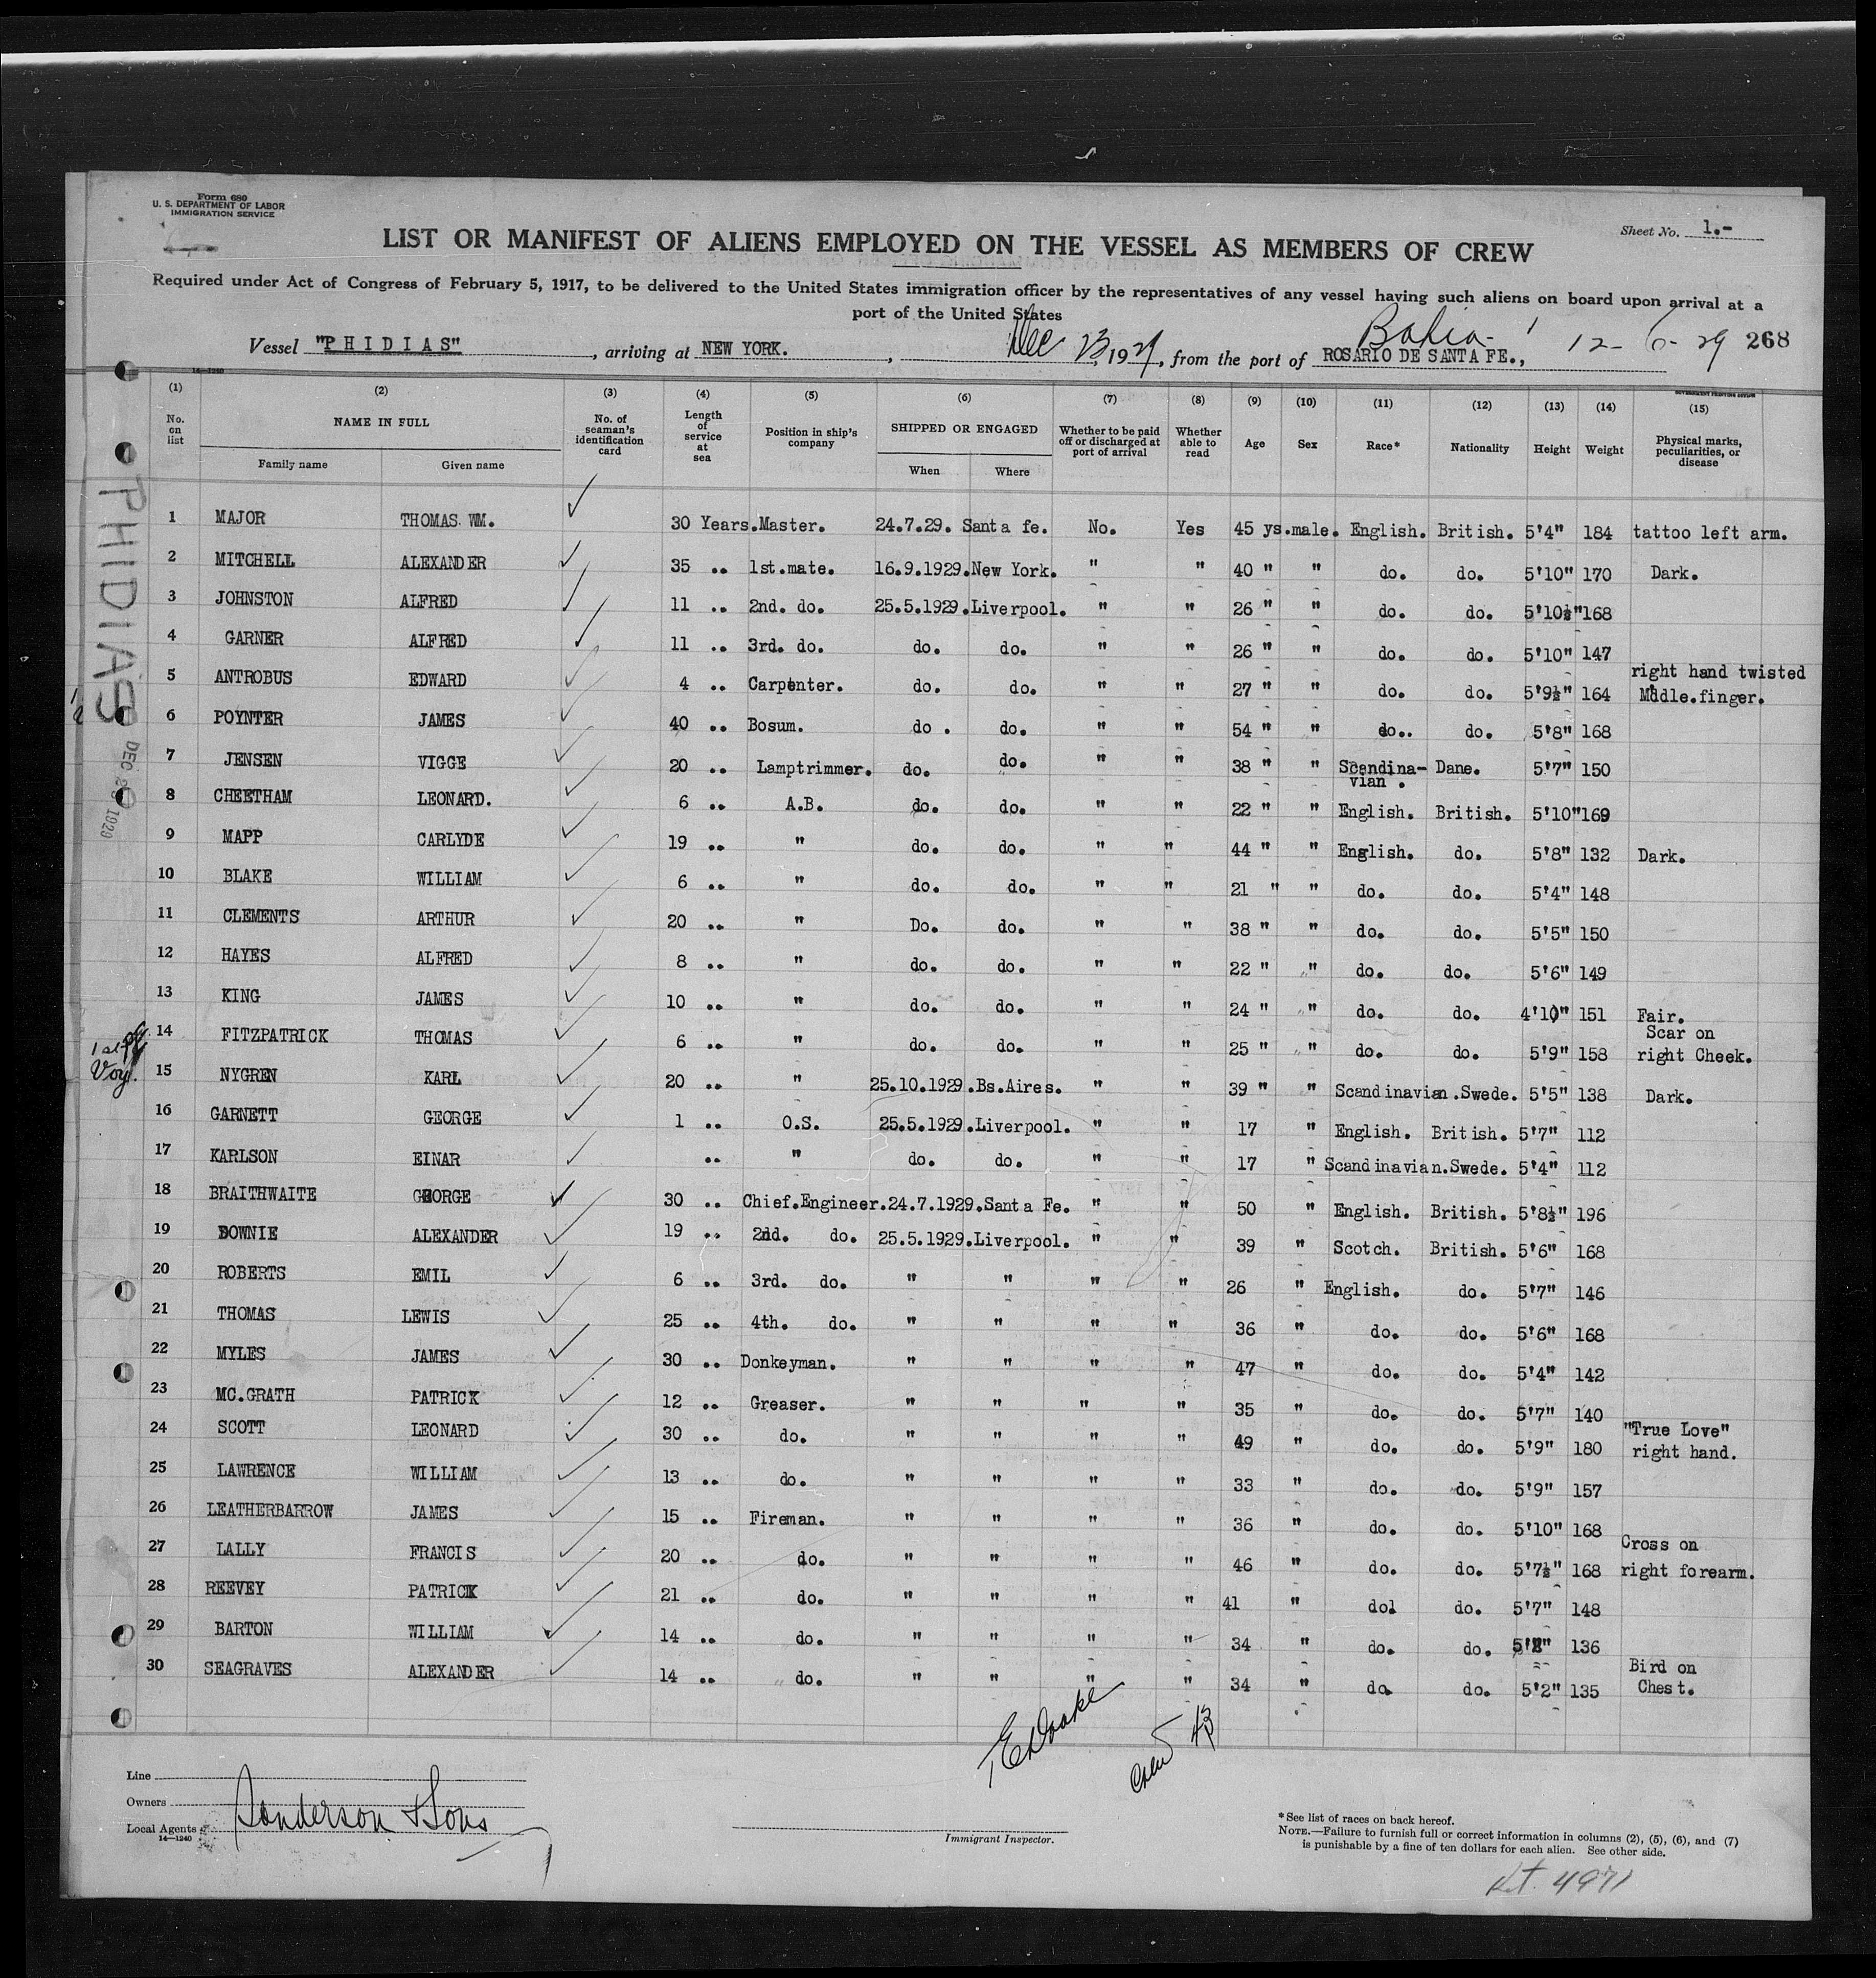 Form 680
U. S. DEPARTMENT OF LABOR
IMMIGRATION SERVICE
Sheet No. 1.-
LIST OR MANIFEST OF ALIENS EMPLOYED ON THE VESSEL AS MEMBERS OF CREW
Required under Act of Congress of February 5, 1917, to be delivered to the United States immigration officer by the representatives of any vessel having such aliens on board upon arrival at a
port of the United States
Bahia- 12-6-29 268
Vessel "PHIDIAS", arriving at NEW YORK., Dec 23, 1929, from the port of ROSARIO DE SANTA FE.,
14-1240
(1) (2) (3) (4) (5) (6) (7) (8) (9) (10) (11) (12) (13) (14) (15)
No. on list NAME IN FULL Family name Given name No. of seaman's identification card Length of service at sea Position in ship's company SHIPPED OR ENGAGED When Where Whether to be paid off or discharged at port of arrival Whether able to read Age Sex Race* Nationality Height Weight Physical marks, peculiarities, or disease
PHIDIAS
DEC 23 1929
1 MAJOR THOMAS WM. 30 Years. Master. 24.7.29. Santa fe. No. Yes 45 ys. male. English. British. 5'4" 184 tattoo left arm.
2 MITCHELL ALEXANDER 35 .. 1st.mate. 16.9.1929. New York. " " 40 " " do. do. 5'10" 170 Dark.
3 JOHNSTON ALFRED 11 .. 2nd. do. 25.5.1929. Liverpool. " " 26 " " do. do. 5'10½" 168
4 GARNER ALFRED 11 .. 3rd. do. do. do. " " 26 " " do. do. 5'10" 147
5 ANTROBUS EDWARD 4 .. Carpenter. do. do. " " 27 " " do. do. 5'9½" 164 right hand twisted Mddle.finger.
6 POYNTER JAMES 40 .. Bosum. do . do. " " 54 " " do.. do. 5'8" 168
7 JENSEN VIGGE 20 .. Lamptrimmer. do. do. " " 38 " " Scandina-vian . Dane. 5'7" 150
8 CHEETHAM LEONARD. 6 .. A.B. do. do. " " 22 " " English. British. 5'10" 169
9 MAPP CARLYDE 19 .. " do. do. " " 44 " " English. do. 5'8" 132 Dark.
10 BLAKE WILLIAM 6 .. " do. do. " " 21 " " do. do. 5'4" 148
11 CLEMENTS ARTHUR 20 .. " Do. do. " " 38 " " do. do. 5'5" 150
12 HAYES ALFRED 8 .. " do. do. " " 22 " " do. do. 5'6" 149
13 KING JAMES 10 .. " do. do. " " 24 " " do. do. 4'10" 151 Fair.
14 FITZPATRICK THOMAS 6 .. " do. do. " " 25 " " do. do. 5'9" 158 Scar on right Cheek.
1st
Voy.
15 NYGREN KARL 20 .. " 25.10.1929. Bs.Aires. " " 39 " " Scandinavian. Swede. 5'5" 138 Dark.
16 GARNETT GEORGE 1 .. O.S. 25.5.1929. Liverpool. " " 17 " English. British. 5'7" 112
17 KARLSON EINAR .. " do. do. " " 17 " Scandinavian. Swede. 5'4" 112
18 BRAITHWAITE GEORGE 30 .. Chief.Engineer. 24.7.1929. Santa Fe. " " 50 " English. British. 5'8½" 196
19 DOWNIE ALEXANDER 19 .. 2nd. do. 25.5.1929. Liverpool. " " 39 " Scotch. British. 5'6" 168
20 ROBERTS EMIL 6 .. 3rd. do. " " " " 26 " English. do. 5'7" 146
21 THOMAS LEWIS 25 .. 4th. do. " " " " 36 " do. do. 5'6" 168
22 MYLES JAMES 30 .. Donkeyman. " " " " 47 " do. do. 5'4" 142
23 MC.GRATH PATRICK 12 .. Greaser. " " " " 35 " do. do. 5'7" 140
24 SCOTT LEONARD 30 .. do. " " " " 49 " do. do. 5'9" 180 "True Love" right hand.
25 LAWRENCE WILLIAM 13 .. do. " " " " 33 " do. do. 5'9" 157
26 LEATHERBARROW JAMES 15 .. Fireman. " " " " 36 " do. do. 5'10" 168
27 LALLY FRANCIS 20 .. do. " " " " 46 " do. do. 5'7½" 168 Cross on right forearm.
28 REEVEY PATRICK 21 .. do. " " " " 41 " dol do. 5'7" 148
29 BARTON WILLIAM 14 .. do. " " " " 34 " do. do. 136
30 SEAGRAVES ALEXANDER 14 .. do. " " " " 34 " do. do. 5'2" 135 Bird on Chest.
Line
Owners
Local Agents Sanderson & Sons
14-1240
Immigrant Inspector.
*See list of races on back hereof.
NOTE.—Failure to furnish full or correct information in columns (2), (5), (6), and (7)
is punishable by a fine of ten dollars for each alien. See other side.
4971